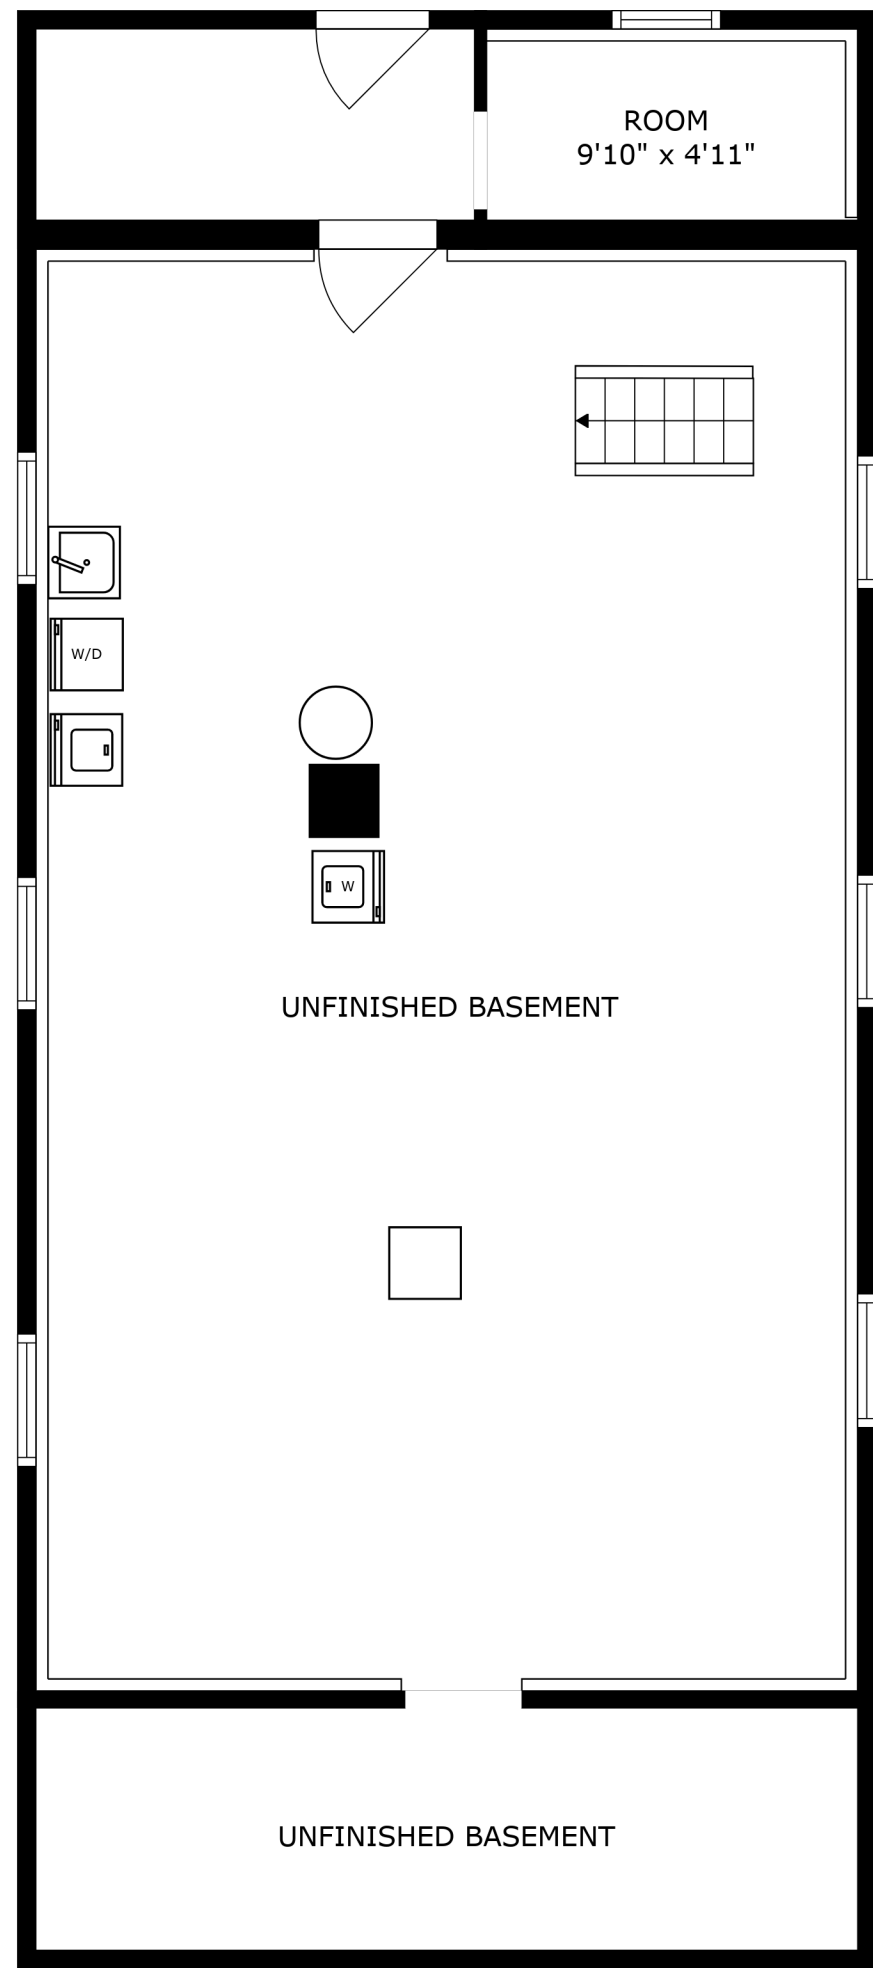 ROOM
9'10" x 4'11"
W/D
W
UNFINISHED BASEMENT
UNFINISHED BASEMENT